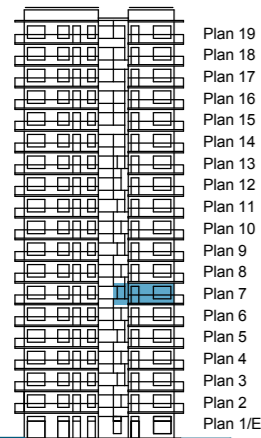 Plan 19
Plan 18
Plan 17
Plan 16
Plan 15
Plan 14
Plan 13
Plan 12
Plan 11
Plan 10
Plan 9
Plan 8
Plan 7
Plan 6
Plan 5
Plan 4
Plan 3
Plan 2
Plan 1/E